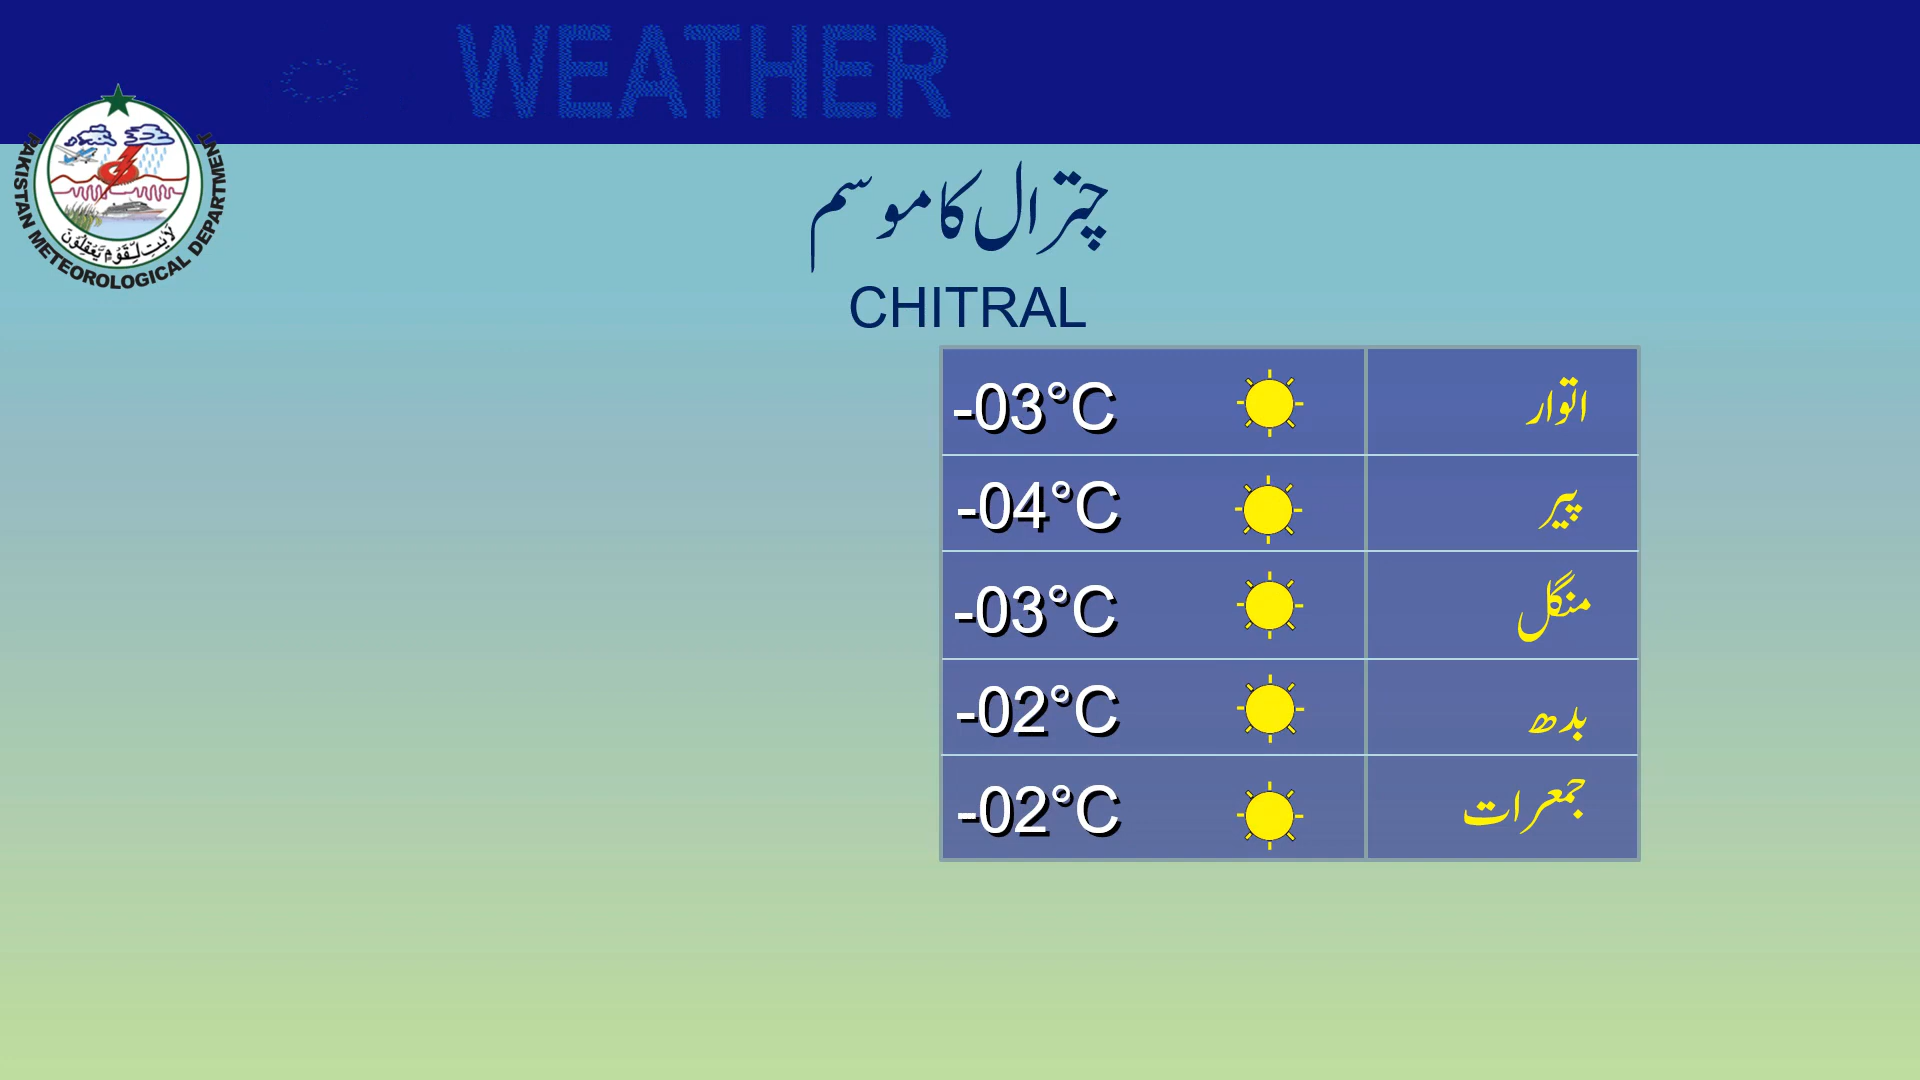 WEATHER
PAKISTAN METEOROLOGICAL DEPARTMENT
لَاٰيٰتٍ لِّقَوْمٍ يَّعْقِلُوْنَ
چترال کا موسم
CHITRAL
-03°C اتوار
-04°C پیر
-03°C منگل
-02°C بدھ
-02°C جمعرات